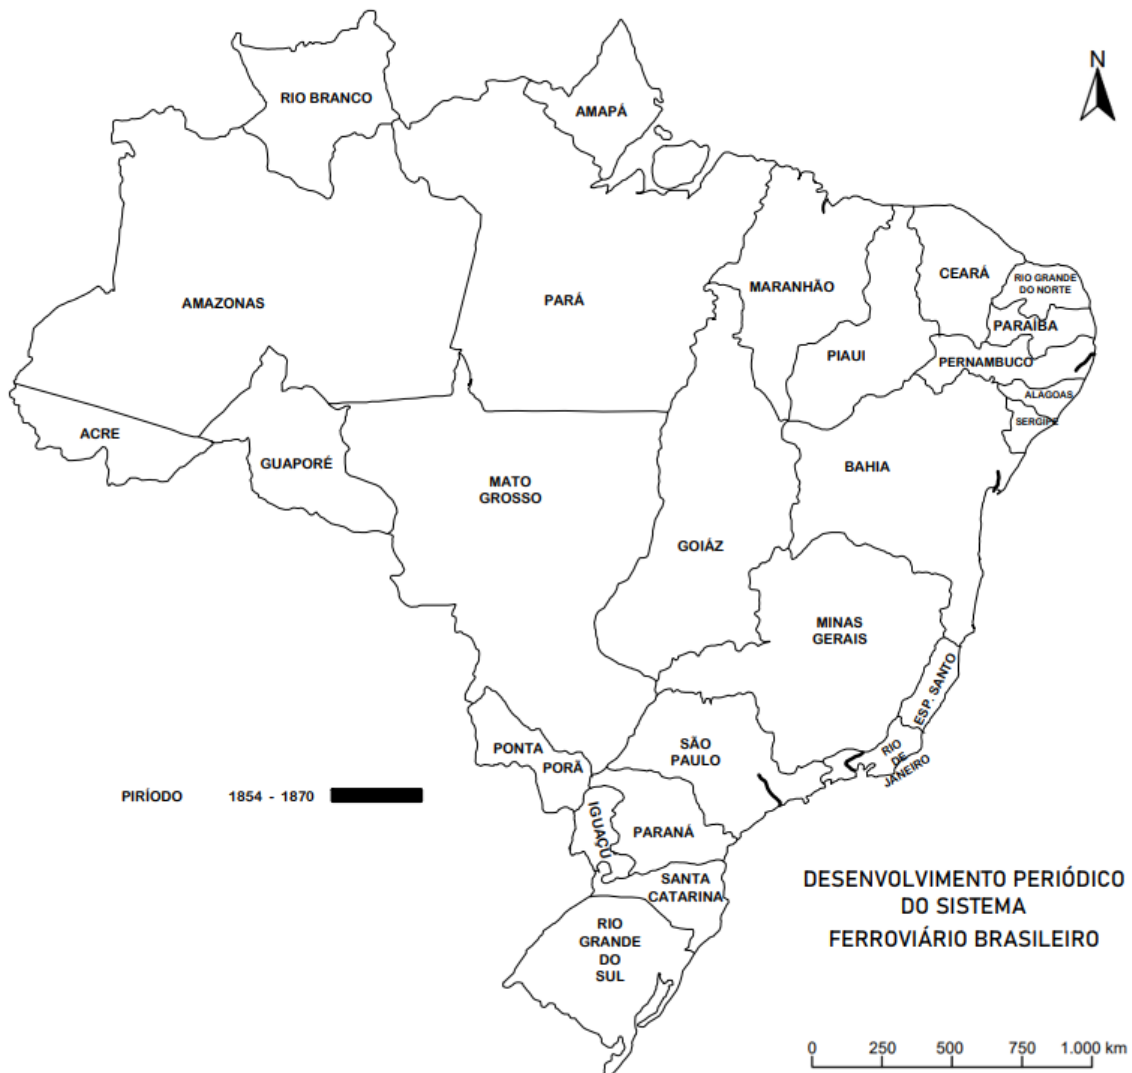 N
RIO BRANCO
AMAPÁ
AMAZONAS
PARÁ
MARANHÃO
CEARÁ
RIO GRANDE
DO NORTE
PARAÍBA
PIAUI
PERNAMBUCO
ALAGOAS
SERGIPE
ACRE
GUAPORÉ
MATO
GROSSO
BAHIA
GOIÁZ
MINAS
GERAIS
ESP. SANTO
RIO
DE
JANEIRO
SÃO
PAULO
PONTA
PORÃ
IGUAÇÚ
PARANÁ
SANTA
CATARINA
RIO
GRANDE
DO
SUL
PIRÍODO 1854 - 1870
DESENVOLVIMENTO PERIÓDICO
DO SISTEMA
FERROVIÁRIO BRASILEIRO
0 250 500 750 1.000 km